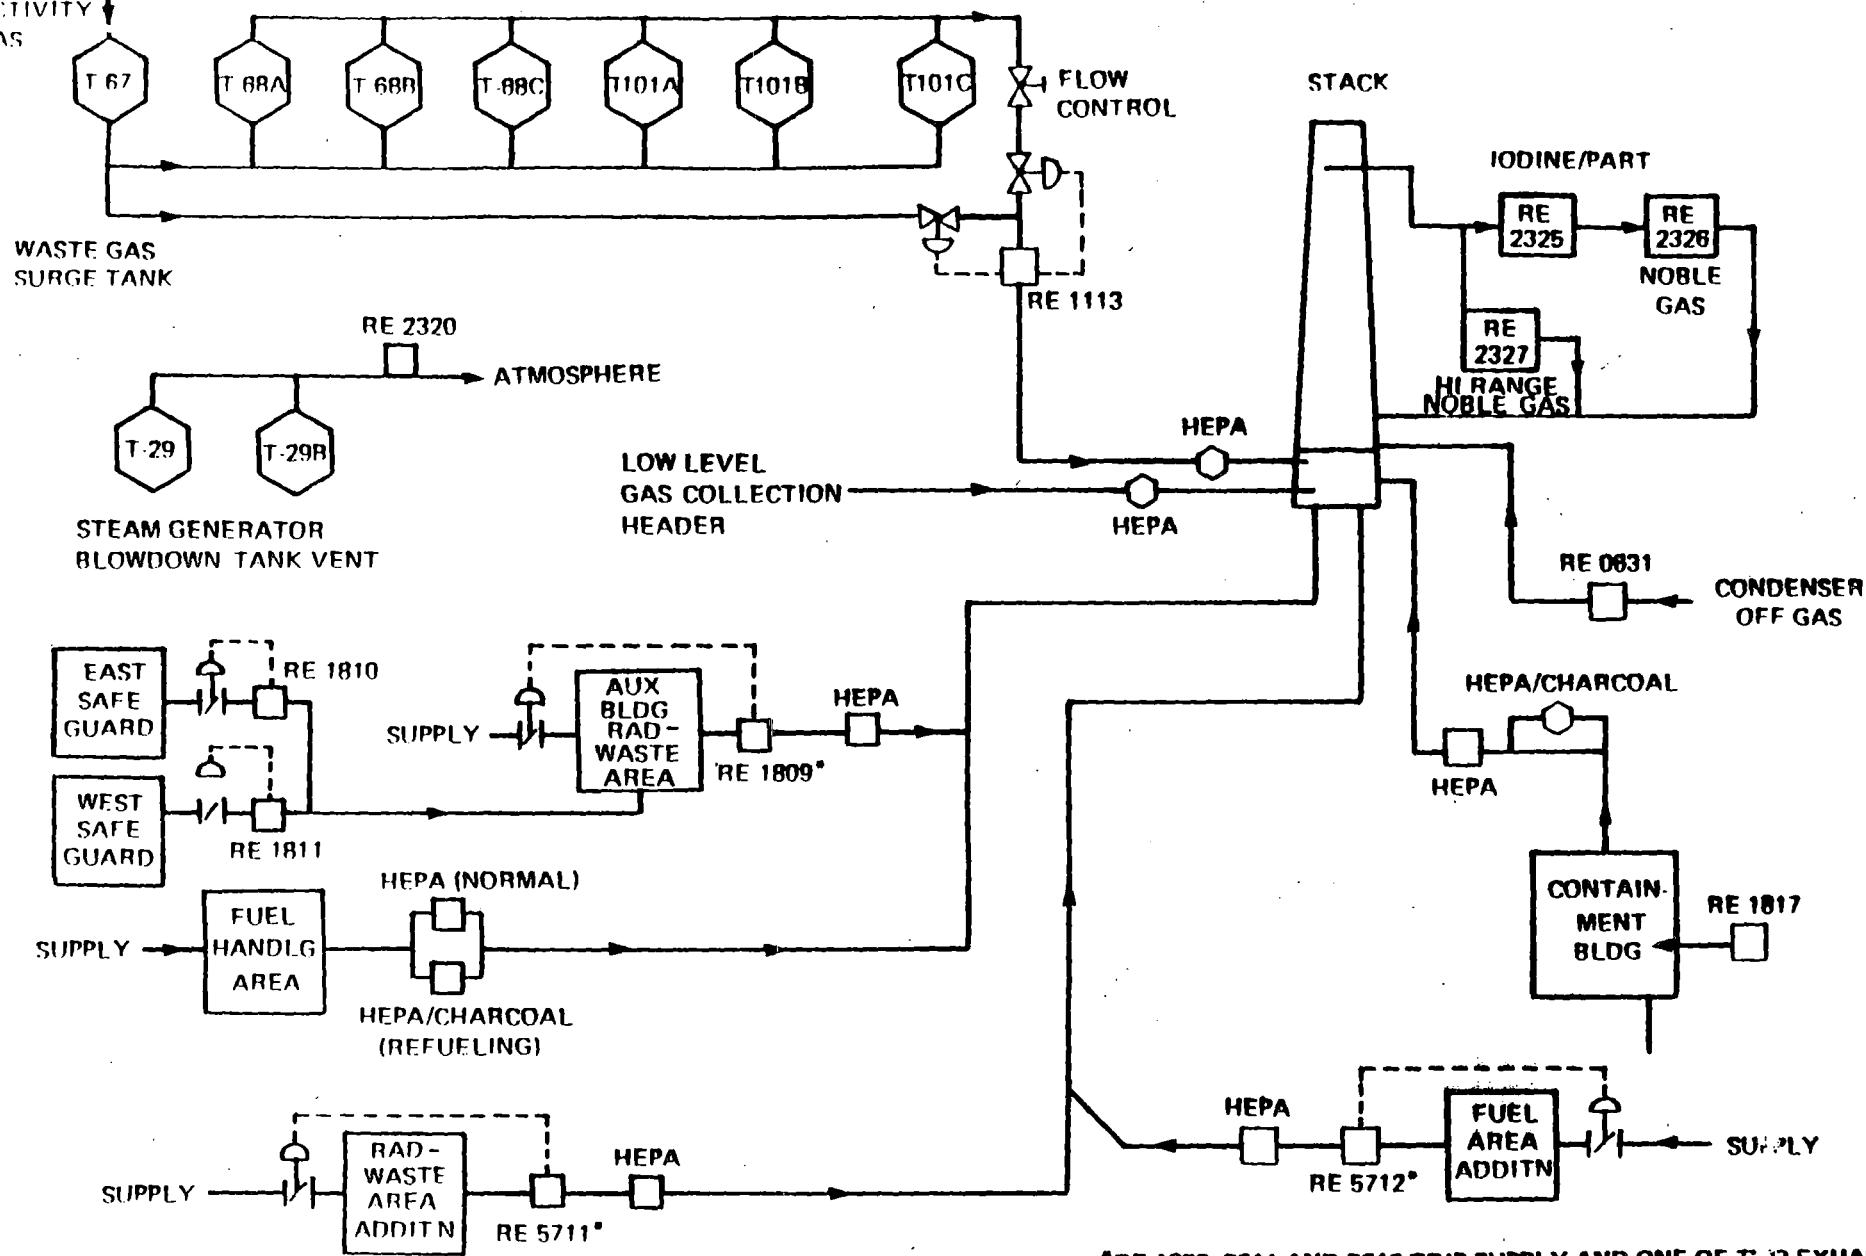 T 67
T 68A
T 68B
T-68C
T101A
T101B
T101C
FLOW
CONTROL
STACK
IODINE/PART
RE
2325
RE
2326
NOBLE
GAS
RE
2327
HI RANGE
NOBLE GAS
WASTE GAS
SURGE TANK
RE 1113
RE 2320
ATMOSPHERE
T-29
T-29B
STEAM GENERATOR
BLOWDOWN TANK VENT
LOW LEVEL
GAS COLLECTION
HEADER
HEPA
HEPA
RE 0631
CONDENSER
OFF GAS
EAST
SAFE
GUARD
RE 1810
WEST
SAFE
GUARD
RE 1811
SUPPLY
AUX
BLDG
RAD-
WASTE
AREA
RE 1809*
HEPA
HEPA/CHARCOAL
HEPA
CONTAIN-
MENT
BLDG
RE 1817
SUPPLY
FUEL
HANDLG
AREA
HEPA (NORMAL)
HEPA/CHARCOAL
(REFUELING)
SUPPLY
RAD-
WASTE
AREA
ADDITN
RE 5711*
HEPA
HEPA
RE 5712*
FUEL
AREA
ADDITN
SUPPLY